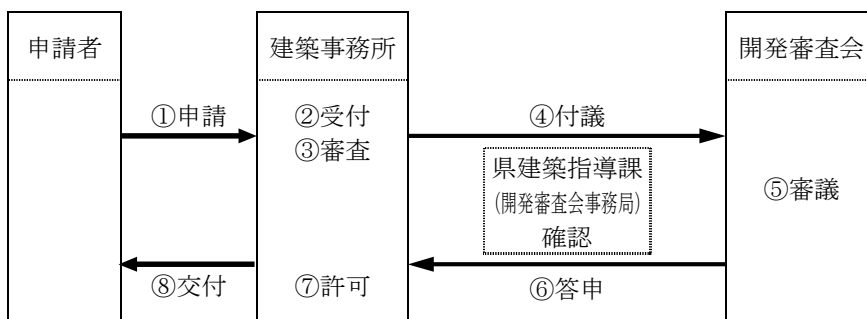 申請者
建築事務所
開発審査会
①申請
②受付
③審査
④付議
県建築指導課
(開発審査会事務局)
確認
⑤審議
⑥答申
⑦許可
⑧交付